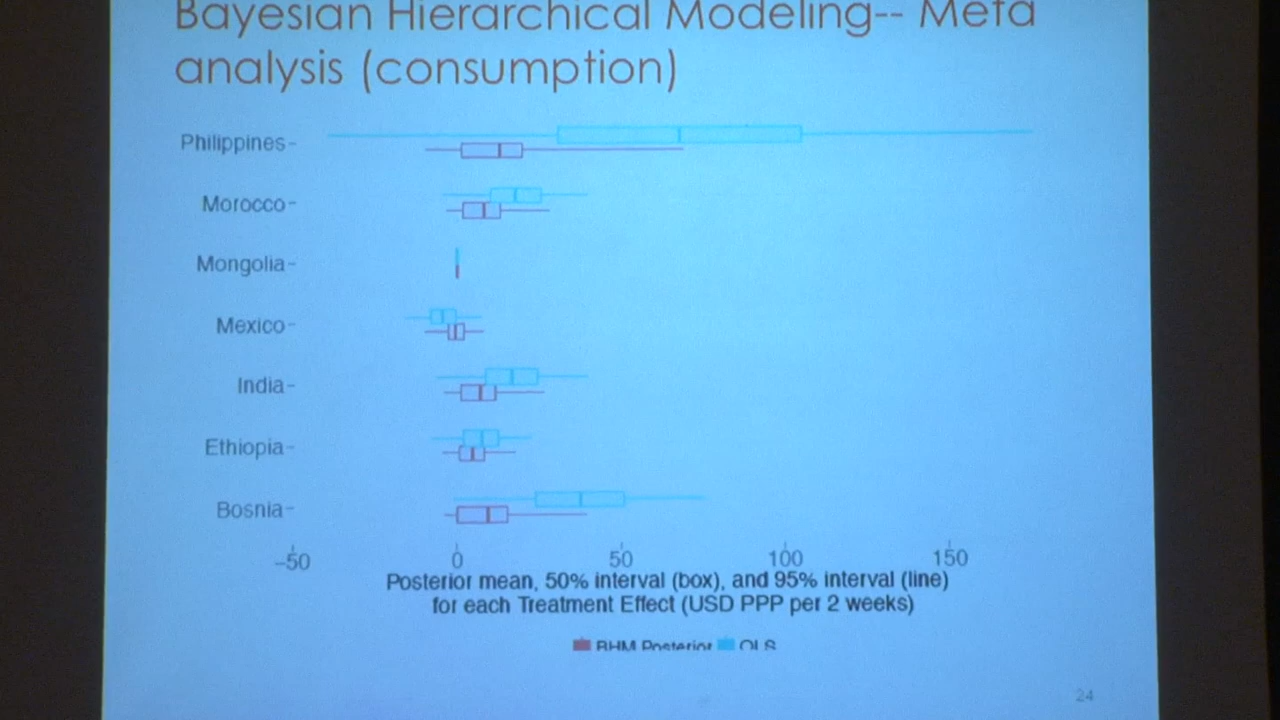 Bayesian Hierarchical Modeling-- Meta
analysis (consumption)
Philippines-
Morocco-
Mongolia-
Mexico-
India-
Ethiopia-
Bosnia-
-50 0 50 100 150
Posterior mean, 50% interval (box), and 95% interval (line)
for each Treatment Effect (USD PPP per 2 weeks)
BHM Posterior OLS
24